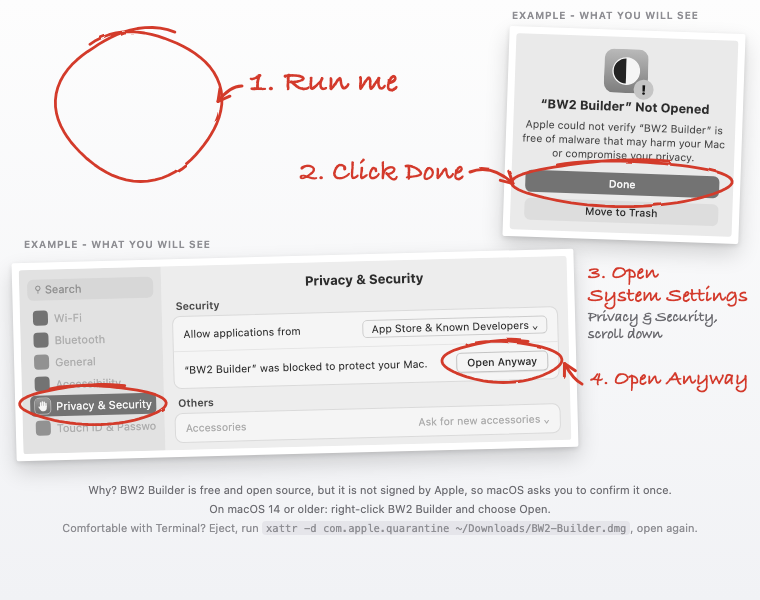 EXAMPLE - WHAT YOU WILL SEE
1. Run me
!
“BW2 Builder” Not Opened
Apple could not verify “BW2 Builder” is
free of malware that may harm your Mac
or compromise your privacy.
2. Click Done
Done
Move to Trash
EXAMPLE - WHAT YOU WILL SEE
Search
Wi-Fi
Bluetooth
General
Accessibility
Privacy & Security
Touch ID & Passwo
Privacy & Security
Security
Allow applications from
App Store & Known Developers
“BW2 Builder” was blocked to protect your Mac.
Open Anyway
Others
Accessories
Ask for new accessories
3. Open
System Settings
Privacy & Security,
scroll down
4. Open Anyway
Why? BW2 Builder is free and open source, but it is not signed by Apple, so macOS asks you to confirm it once.
On macOS 14 or older: right-click BW2 Builder and choose Open.
Comfortable with Terminal? Eject, run xattr -d com.apple.quarantine ~/Downloads/BW2-Builder.dmg, open again.